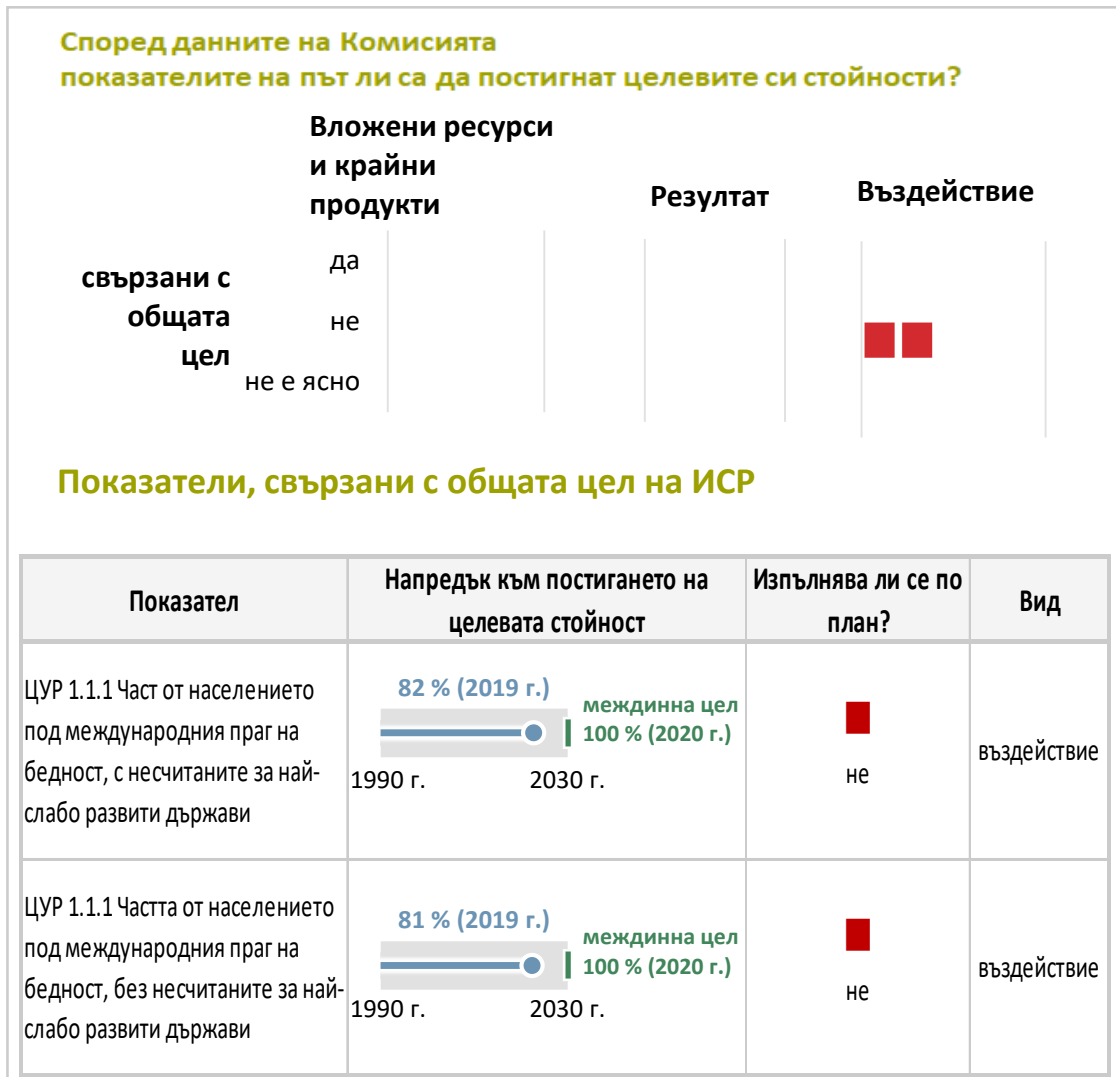 Според данните на Комисията
показателите на път ли са да постигнат целевите си стойности?
Вложени ресурси
и крайни
продукти
Резултат
Въздействие
свързани с
общата
цел
да
не
не е ясно
Показатели, свързани с общата цел на ИСР
Показател
Напредък към постигането на
целевата стойност
Изпълнява ли се по
план?
Вид
ЦУР 1.1.1 Част от населението
под международния праг на
бедност, с несчитаните за най-
слабо развити държави
82 % (2019 г.)
междинна цел
100 % (2020 г.)
1990 г.
2030 г.
не
въздействие
ЦУР 1.1.1 Частта от населението
под международния праг на
бедност, без несчитаните за най-
слабо развити държави
81 % (2019 г.)
междинна цел
100 % (2020 г.)
1990 г.
2030 г.
не
въздействие